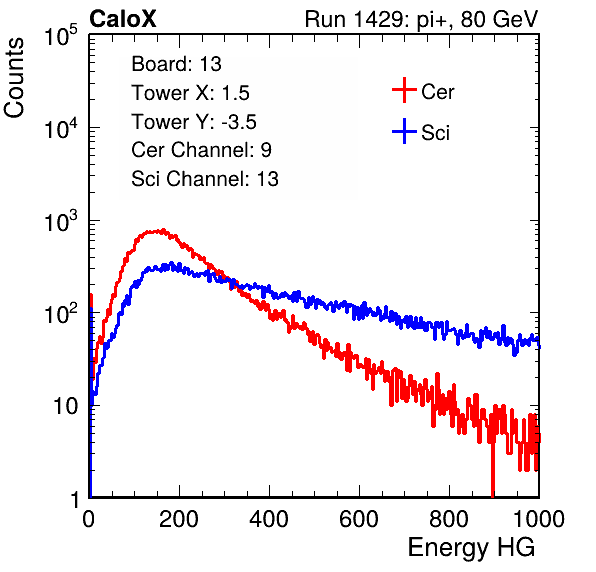 CaloX Run 1429: pi+, 80 GeV
Counts
Board: 13
Tower X: 1.5
Tower Y: -3.5
Cer Channel: 9
Sci Channel: 13
Cer
Sci
10^5
10^4
10^3
10^2
10
1
0 200 400 600 800 1000
Energy HG